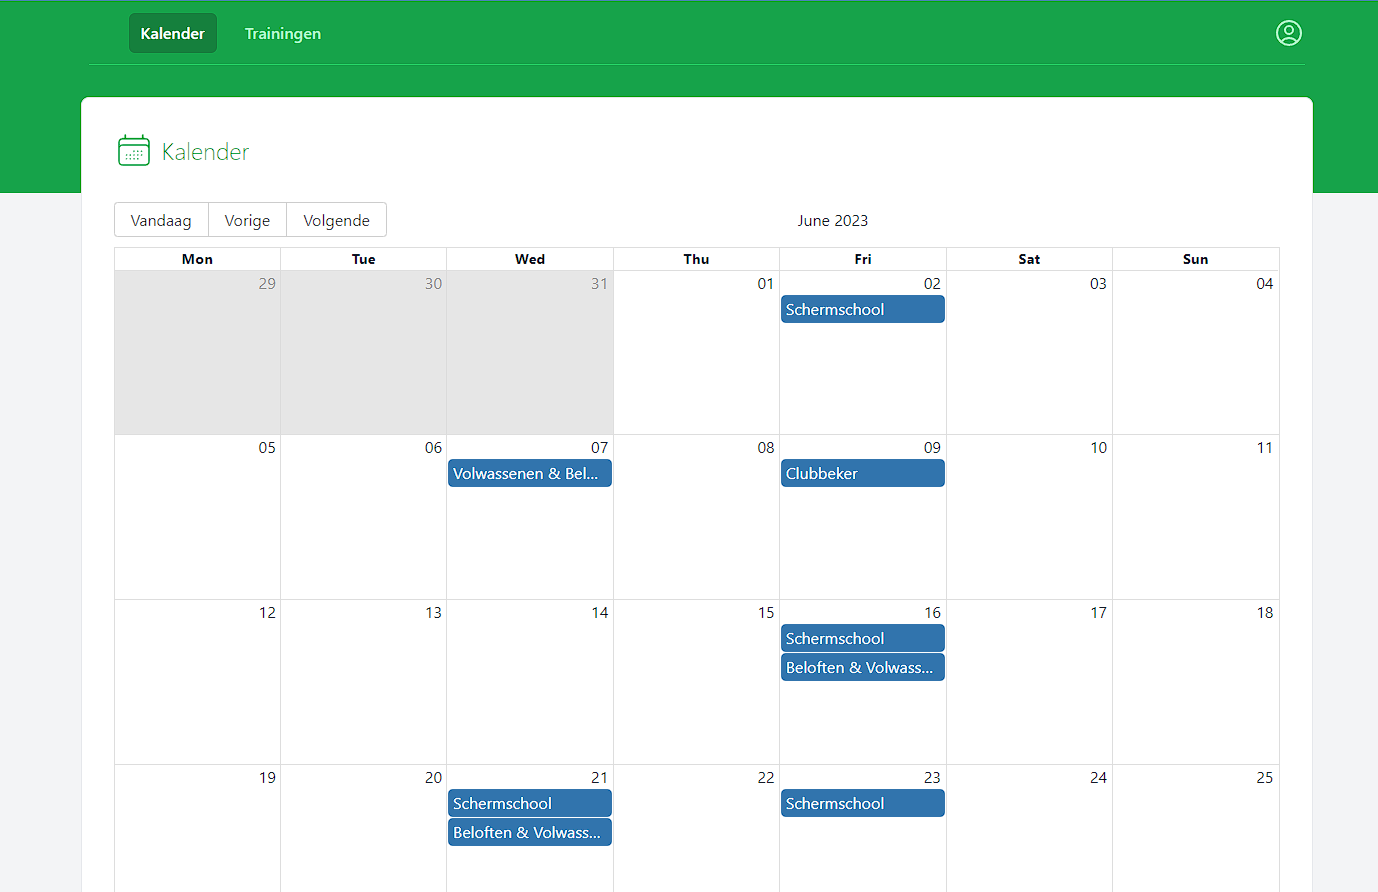 Kalender Trainingen
Kalender
Vandaag Vorige Volgende June 2023
Mon Tue Wed Thu Fri Sat Sun
29 30 31 01 02 03 04
Schermschool
05 06 07 08 09 10 11
Volwassenen & Bel... Clubbeker
12 13 14 15 16 17 18
Schermschool
Beloften & Volwass...
19 20 21 22 23 24 25
Schermschool Schermschool
Beloften & Volwass...